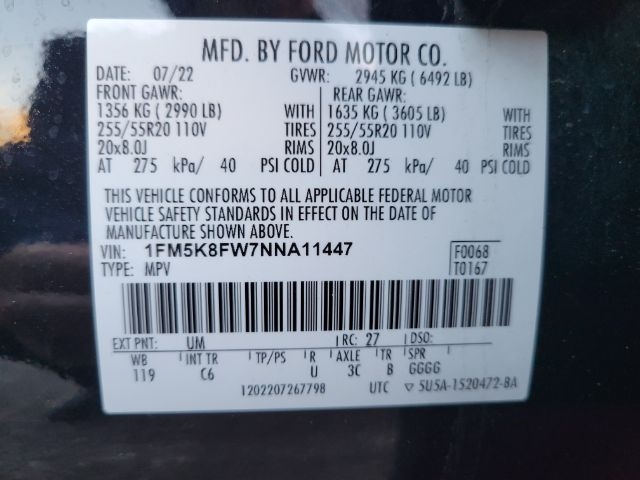 MFD. BY FORD MOTOR CO.
DATE: 07/22 GVWR: 2945 KG ( 6492 LB)
FRONT GAWR: REAR GAWR:
1356 KG ( 2990 LB) WITH 1635 KG ( 3605 LB) WITH
255/55R20 110V TIRES 255/55R20 110V TIRES
20x8.0J RIMS 20x8.0J RIMS
AT 275 kPa/ 40 PSI COLD AT 275 kPa/ 40 PSI COLD
THIS VEHICLE CONFORMS TO ALL APPLICABLE FEDERAL MOTOR
VEHICLE SAFETY STANDARDS IN EFFECT ON THE DATE OF
MANUFACTURE SHOWN ABOVE.
VIN: 1FM5K8FW7NNA11447 F0068
TYPE: MPV T0167
EXT PNT: UM RC: 27 DSO:
WB INT TR TP/PS R AXLE TR SPR
119 C6 U 3C B GGGG
1202207267798 UTC ▽ 5U5A-1520472-BA